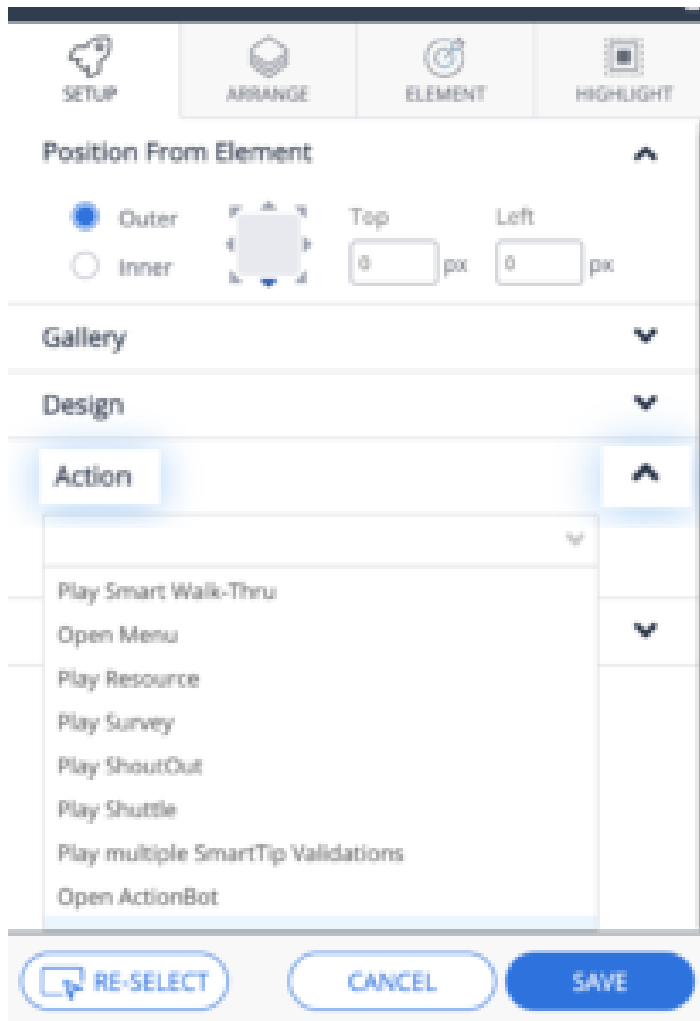 SETUP ARRANGE ELEMENT HIGHLIGHT
Position From Element
Outer Top Left
Inner 0 px 0 px
Gallery
Design
Action
Play Smart Walk-Thru
Open Menu
Play Resource
Play Survey
Play ShoutOut
Play Shuttle
Play multiple SmartTip Validations
Open ActionBot
RE-SELECT CANCEL SAVE